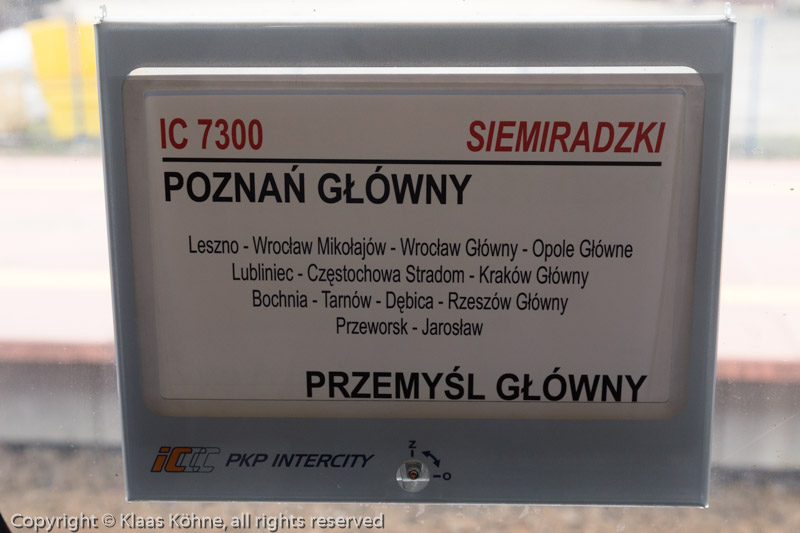 IC 7300 SIEMIRADZKI
POZNAŃ GŁÓWNY
Leszno - Wrocław Mikołajów - Wrocław Główny - Opole Główne
Lubliniec - Częstochowa Stradom - Kraków Główny
Bochnia - Tarnów - Dębica - Rzeszów Główny
Przeworsk - Jarosław
PRZEMYŚL GŁÓWNY
IC PKP INTERCITY
Z
O
Copyright © Klaas Köhne, all rights reserved